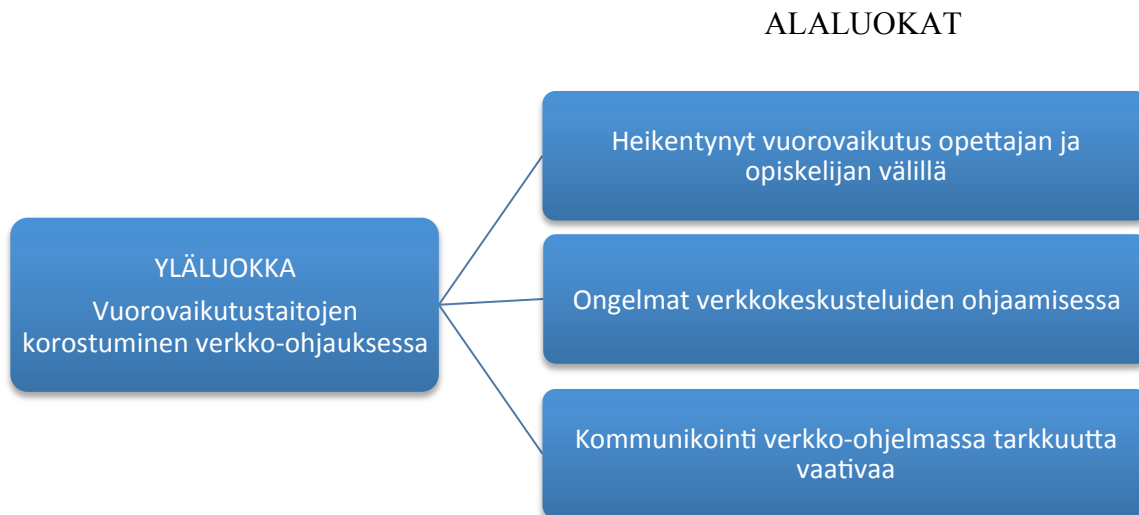 ALALUOKAT
Heikentynyt vuorovaikutus opettajan ja
opiskelijan välillä
YLÄLUOKKA
Vuorovaikutustaitojen
korostuminen verkko-ohjauksessa
Ongelmat verkkokeskusteluiden ohjaamisessa
Kommunikointi verkko-ohjelmassa tarkkuutta
vaativaa